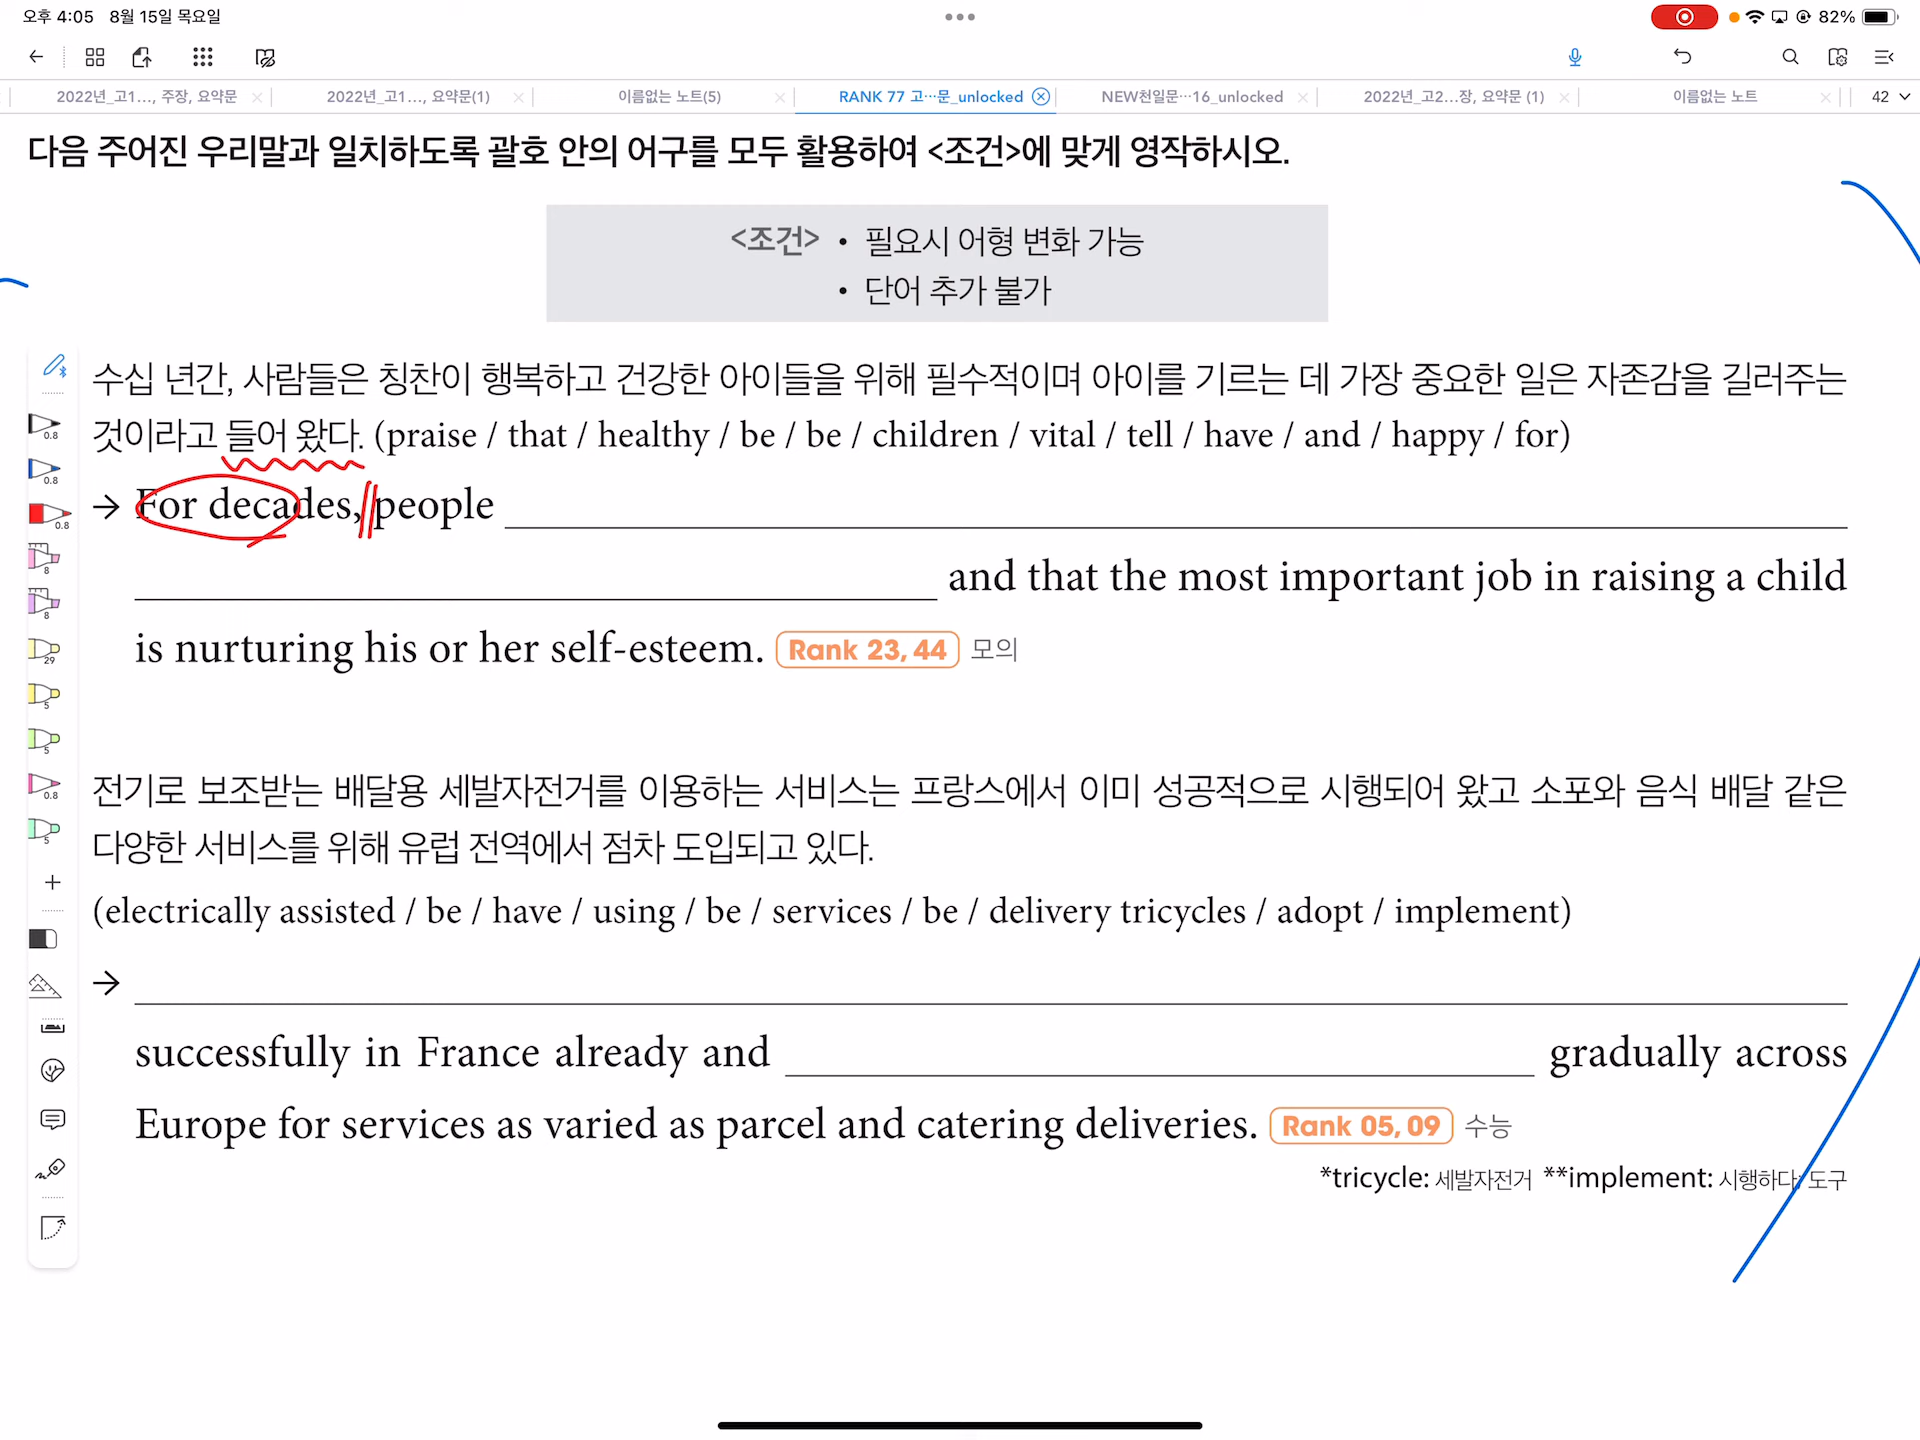 오후 4:05 8월 15일 목요일
82%
2022년_고1..., 주장, 요약문
2022년_고1..., 요약문(1)
이름없는 노트(5)
RANK 77 고…문_unlocked
NEW천일문…16_unlocked
2022년_고2...장, 요약문 (1)
이름없는 노트
42
다음 주어진 우리말과 일치하도록 괄호 안의 어구를 모두 활용하여 <조건>에 맞게 영작하시오.
<조건> • 필요시 어형 변화 가능
• 단어 추가 불가
수십 년간, 사람들은 칭찬이 행복하고 건강한 아이들을 위해 필수적이며 아이를 기르는 데 가장 중요한 일은 자존감을 길러주는
것이라고 들어 왔다. (praise / that / healthy / be / be / children / vital / tell / have / and / happy / for)
→ For decades, people
and that the most important job in raising a child
is nurturing his or her self-esteem. Rank 23, 44 모의
전기로 보조받는 배달용 세발자전거를 이용하는 서비스는 프랑스에서 이미 성공적으로 시행되어 왔고 소포와 음식 배달 같은
다양한 서비스를 위해 유럽 전역에서 점차 도입되고 있다.
(electrically assisted / be / have / using / be / services / be / delivery tricycles / adopt / implement)
→
successfully in France already and gradually across
Europe for services as varied as parcel and catering deliveries. Rank 05, 09 수능
*tricycle: 세발자전거 **implement: 시행하다; 도구
0.8
0.8
0.8
8
8
29
5
5
0.8
5